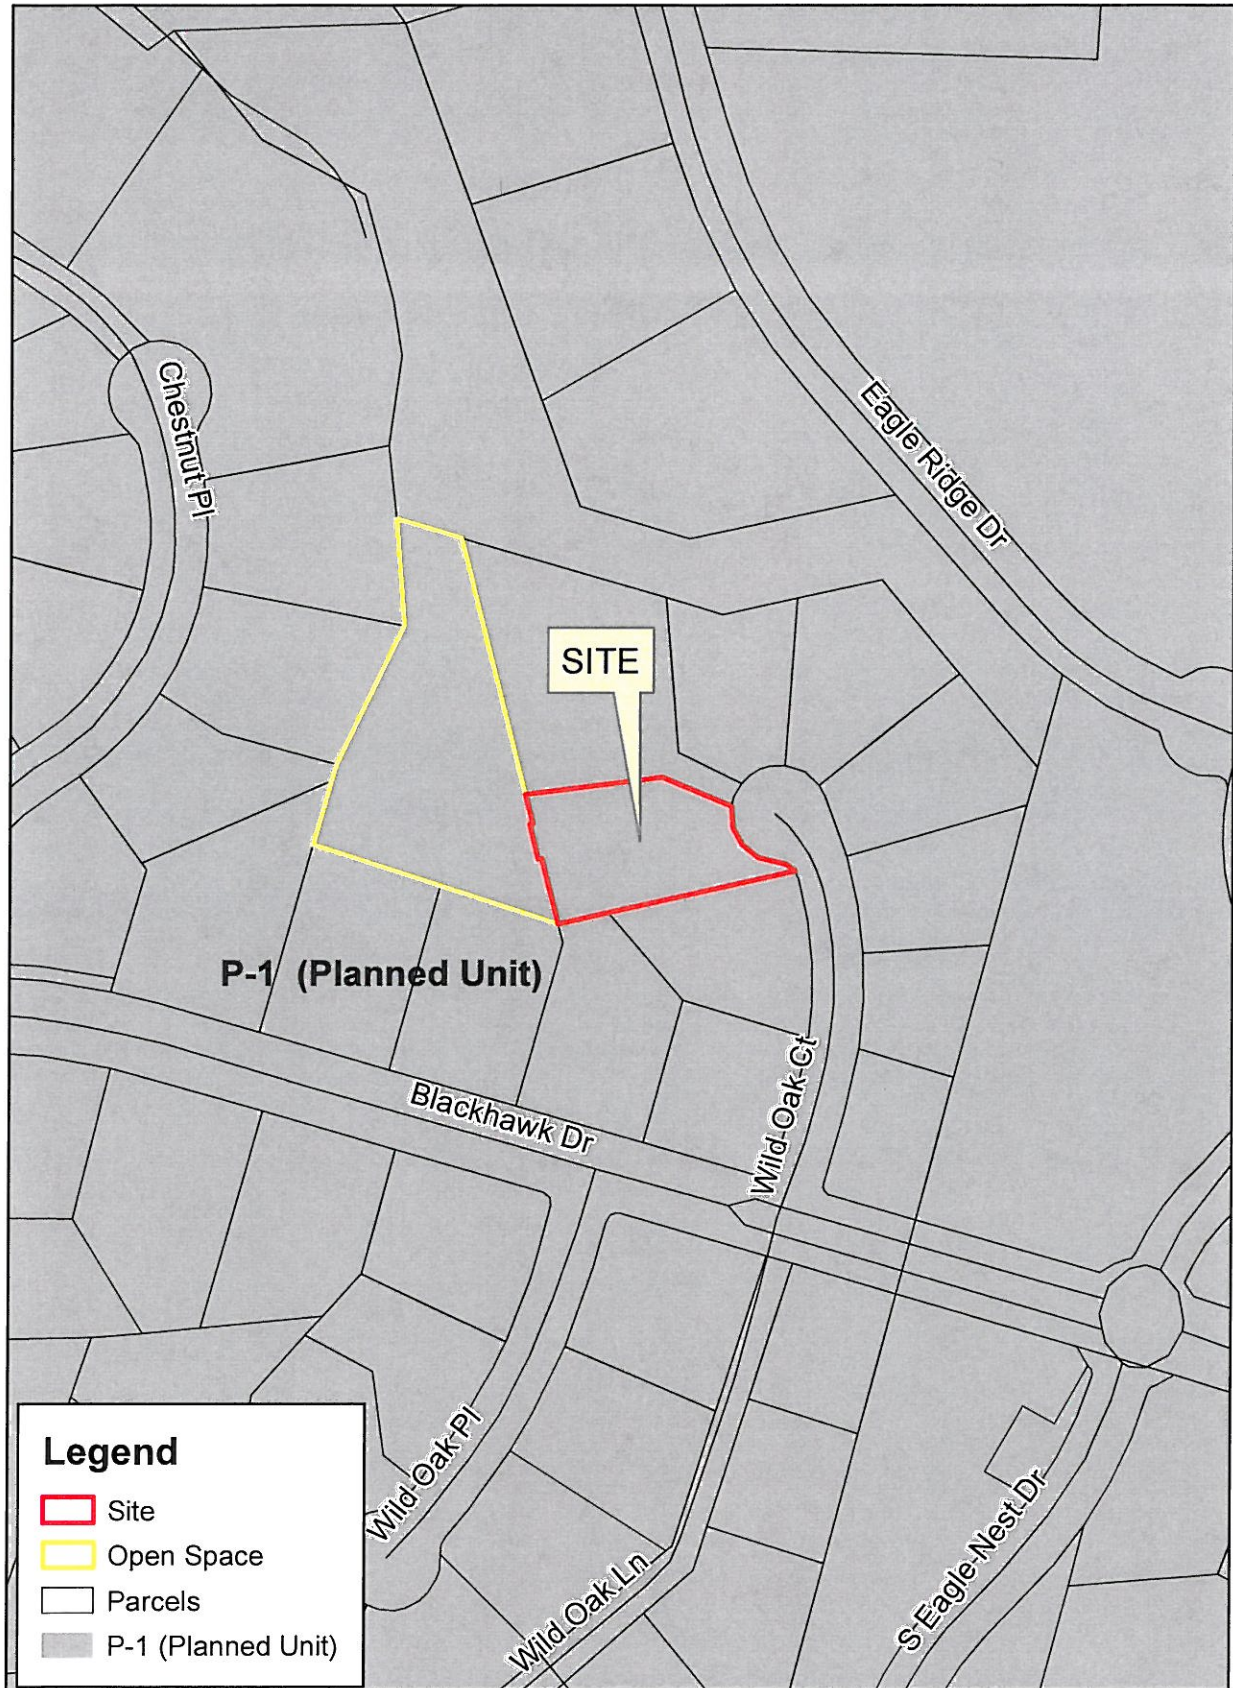 Chestnut Pl
Eagle Ridge Dr
SITE
P-1 (Planned Unit)
Blackhawk Dr
Wild Oak Ct
Wild Oak Pl
Wild Oak Ln
S Eagle Nest Dr
Legend
Site
Open Space
Parcels
P-1 (Planned Unit)